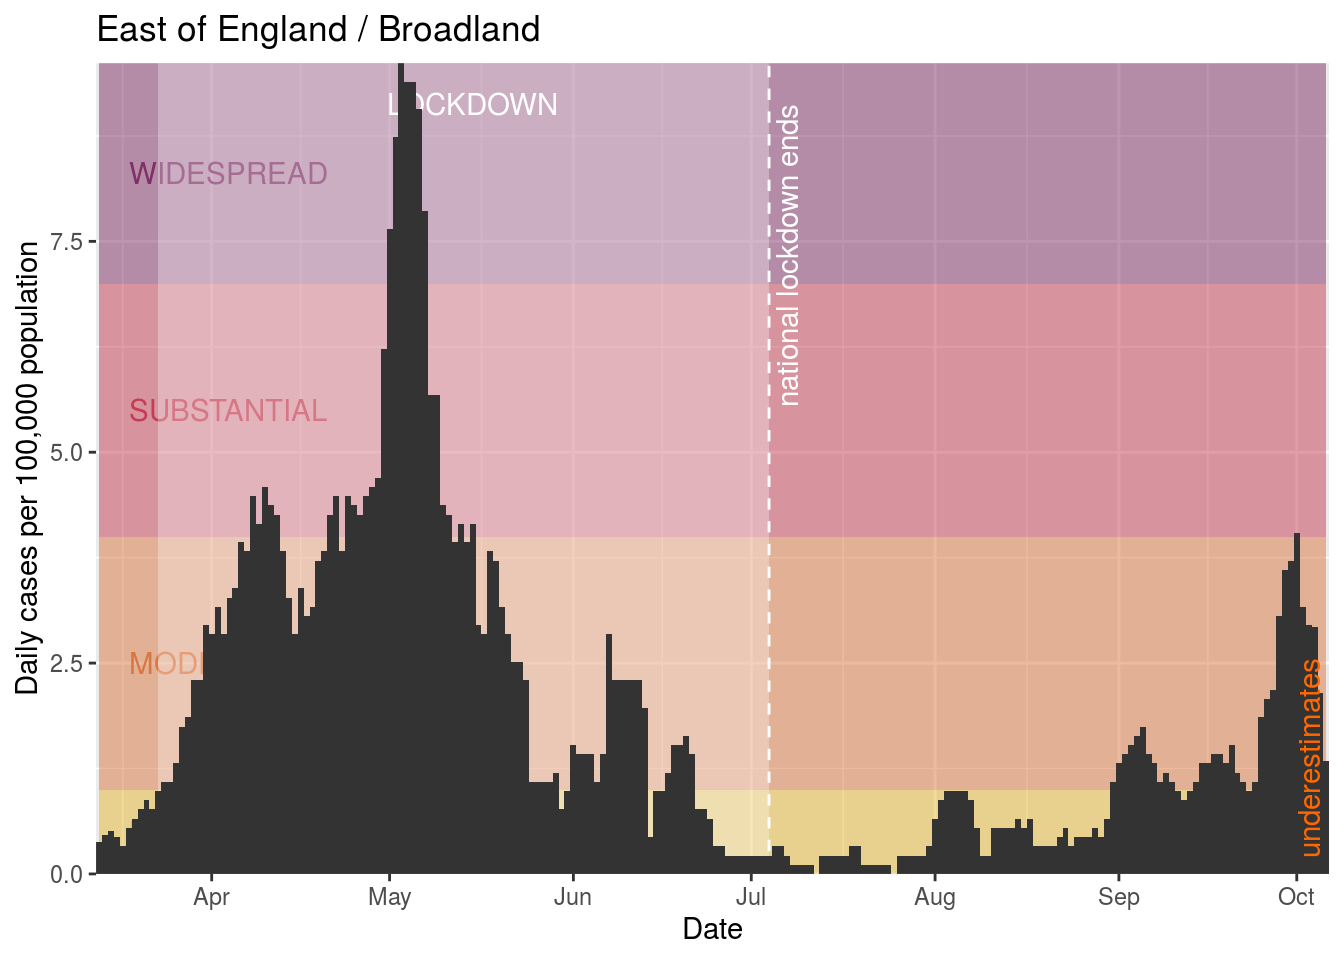 East of England / Broadland
LOCKDOWN
WIDESPREAD
SUBSTANTIAL
national lockdown ends
underestimates
Daily cases per 100,000 population
7.5
5.0
2.5
0.0
Apr May Jun Jul Aug Sep Oct
Date